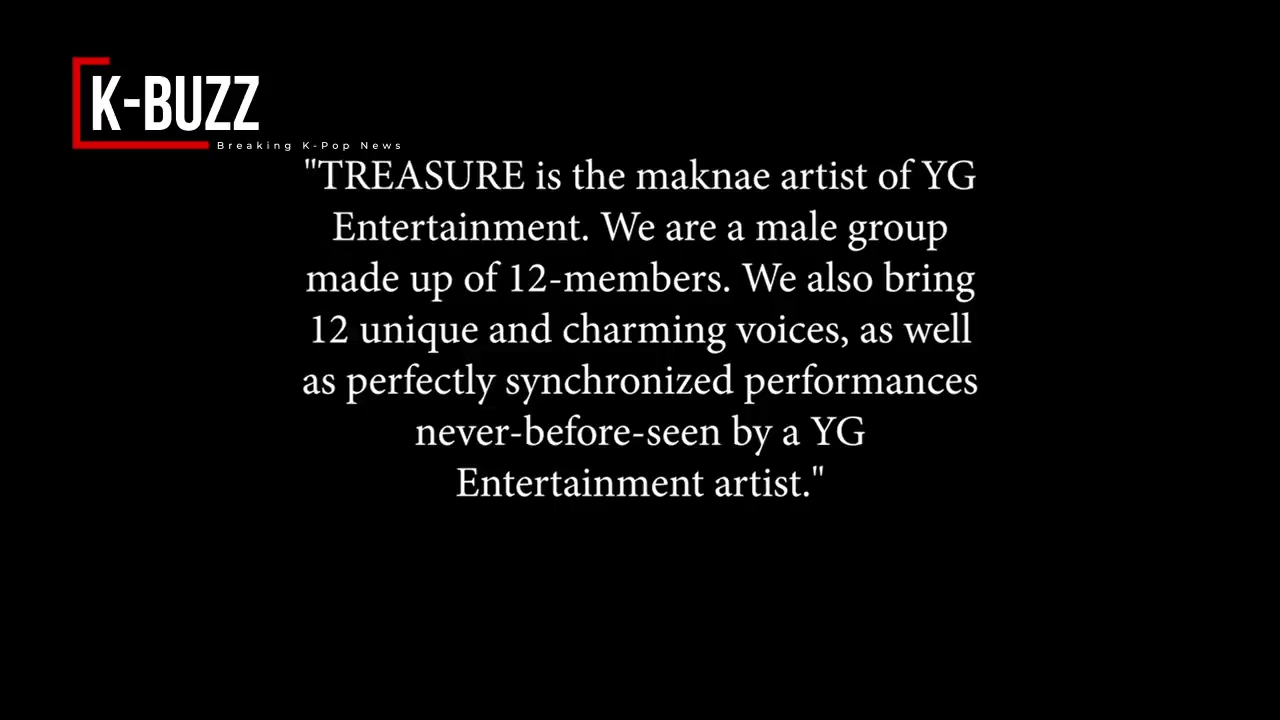 K-BUZZ
Breaking K-Pop News
"TREASURE is the maknae artist of YG
Entertainment. We are a male group
made up of 12-members. We also bring
12 unique and charming voices, as well
as perfectly synchronized performances
never-before-seen by a YG
Entertainment artist."